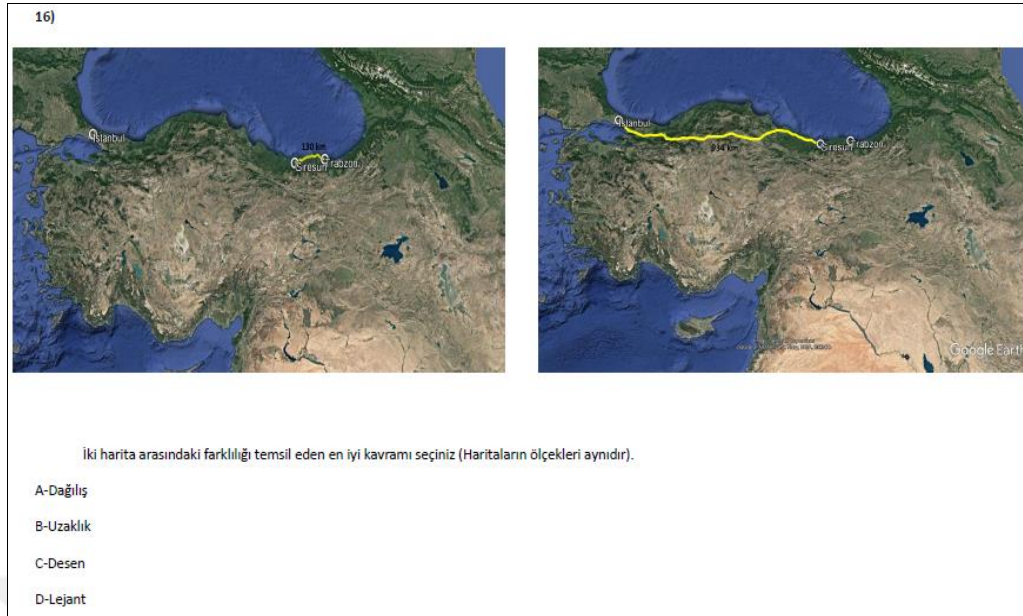 16)
İstanbul
130 km
Giresun
Trabzon
İstanbul
934 km
Giresun
Trabzon
Google Earth
İki harita arasındaki farklılığı temsil eden en iyi kavramı seçiniz (Haritaların ölçekleri aynıdır).
A-Dağılış
B-Uzaklık
C-Desen
D-Lejant